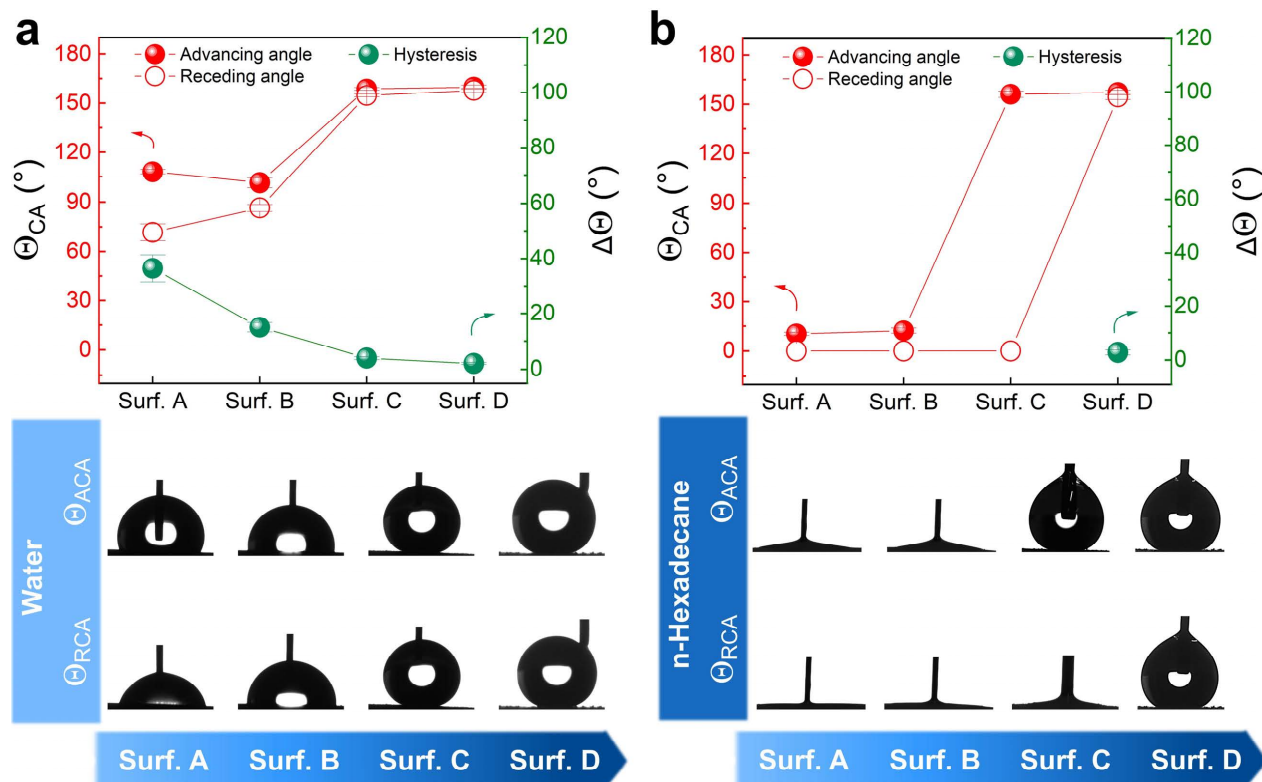 a
Advancing angle
Receding angle
Hysteresis
Θ_CA (°)
180
150
120
90
60
30
0
120
100
80
60
40
20
0
ΔΘ (°)
Surf. A Surf. B Surf. C Surf. D
Water
Θ_ACA
Θ_RCA
Surf. A Surf. B Surf. C Surf. D
b
Advancing angle
Receding angle
Hysteresis
Θ_CA (°)
180
150
120
90
60
30
0
120
100
80
60
40
20
0
ΔΘ (°)
Surf. A Surf. B Surf. C Surf. D
n-Hexadecane
Θ_ACA
Θ_RCA
Surf. A Surf. B Surf. C Surf. D